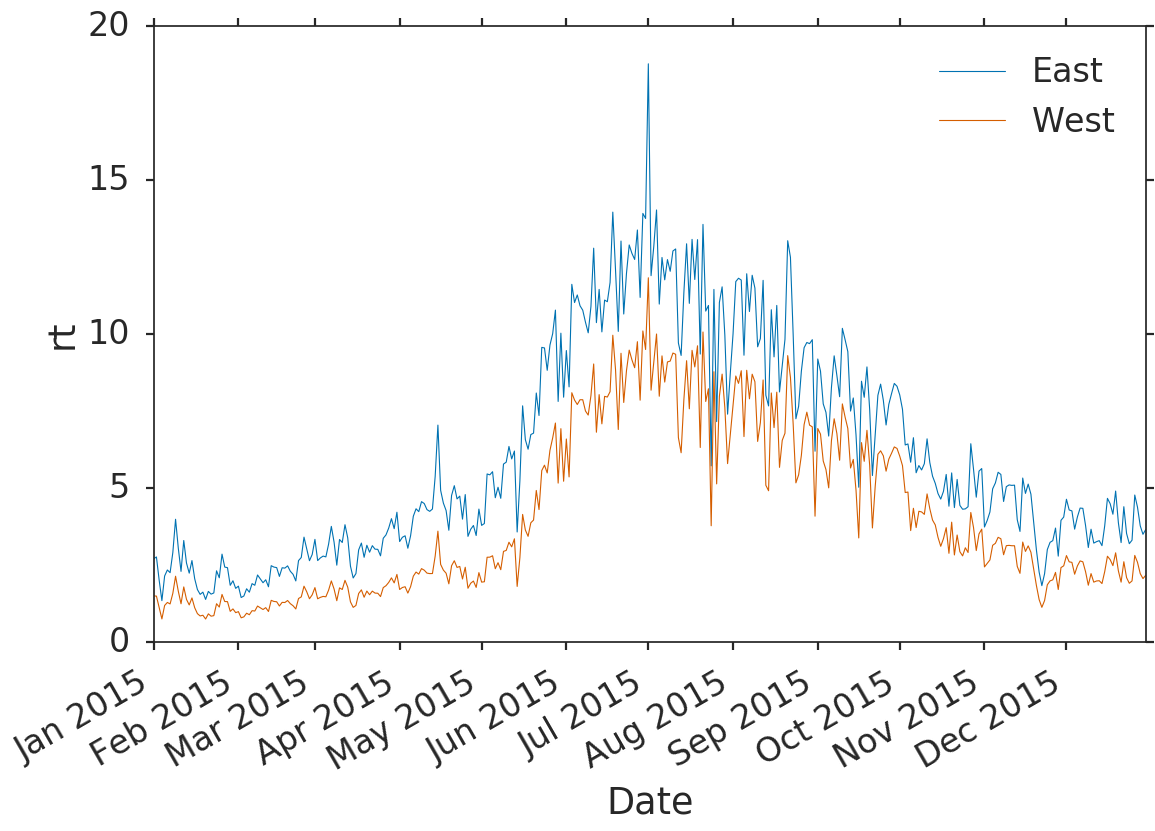 20
15
10
5
0
rt
East
West
Jan 2015
Feb 2015
Mar 2015
Apr 2015
May 2015
Jun 2015
Jul 2015
Aug 2015
Sep 2015
Oct 2015
Nov 2015
Dec 2015
Date